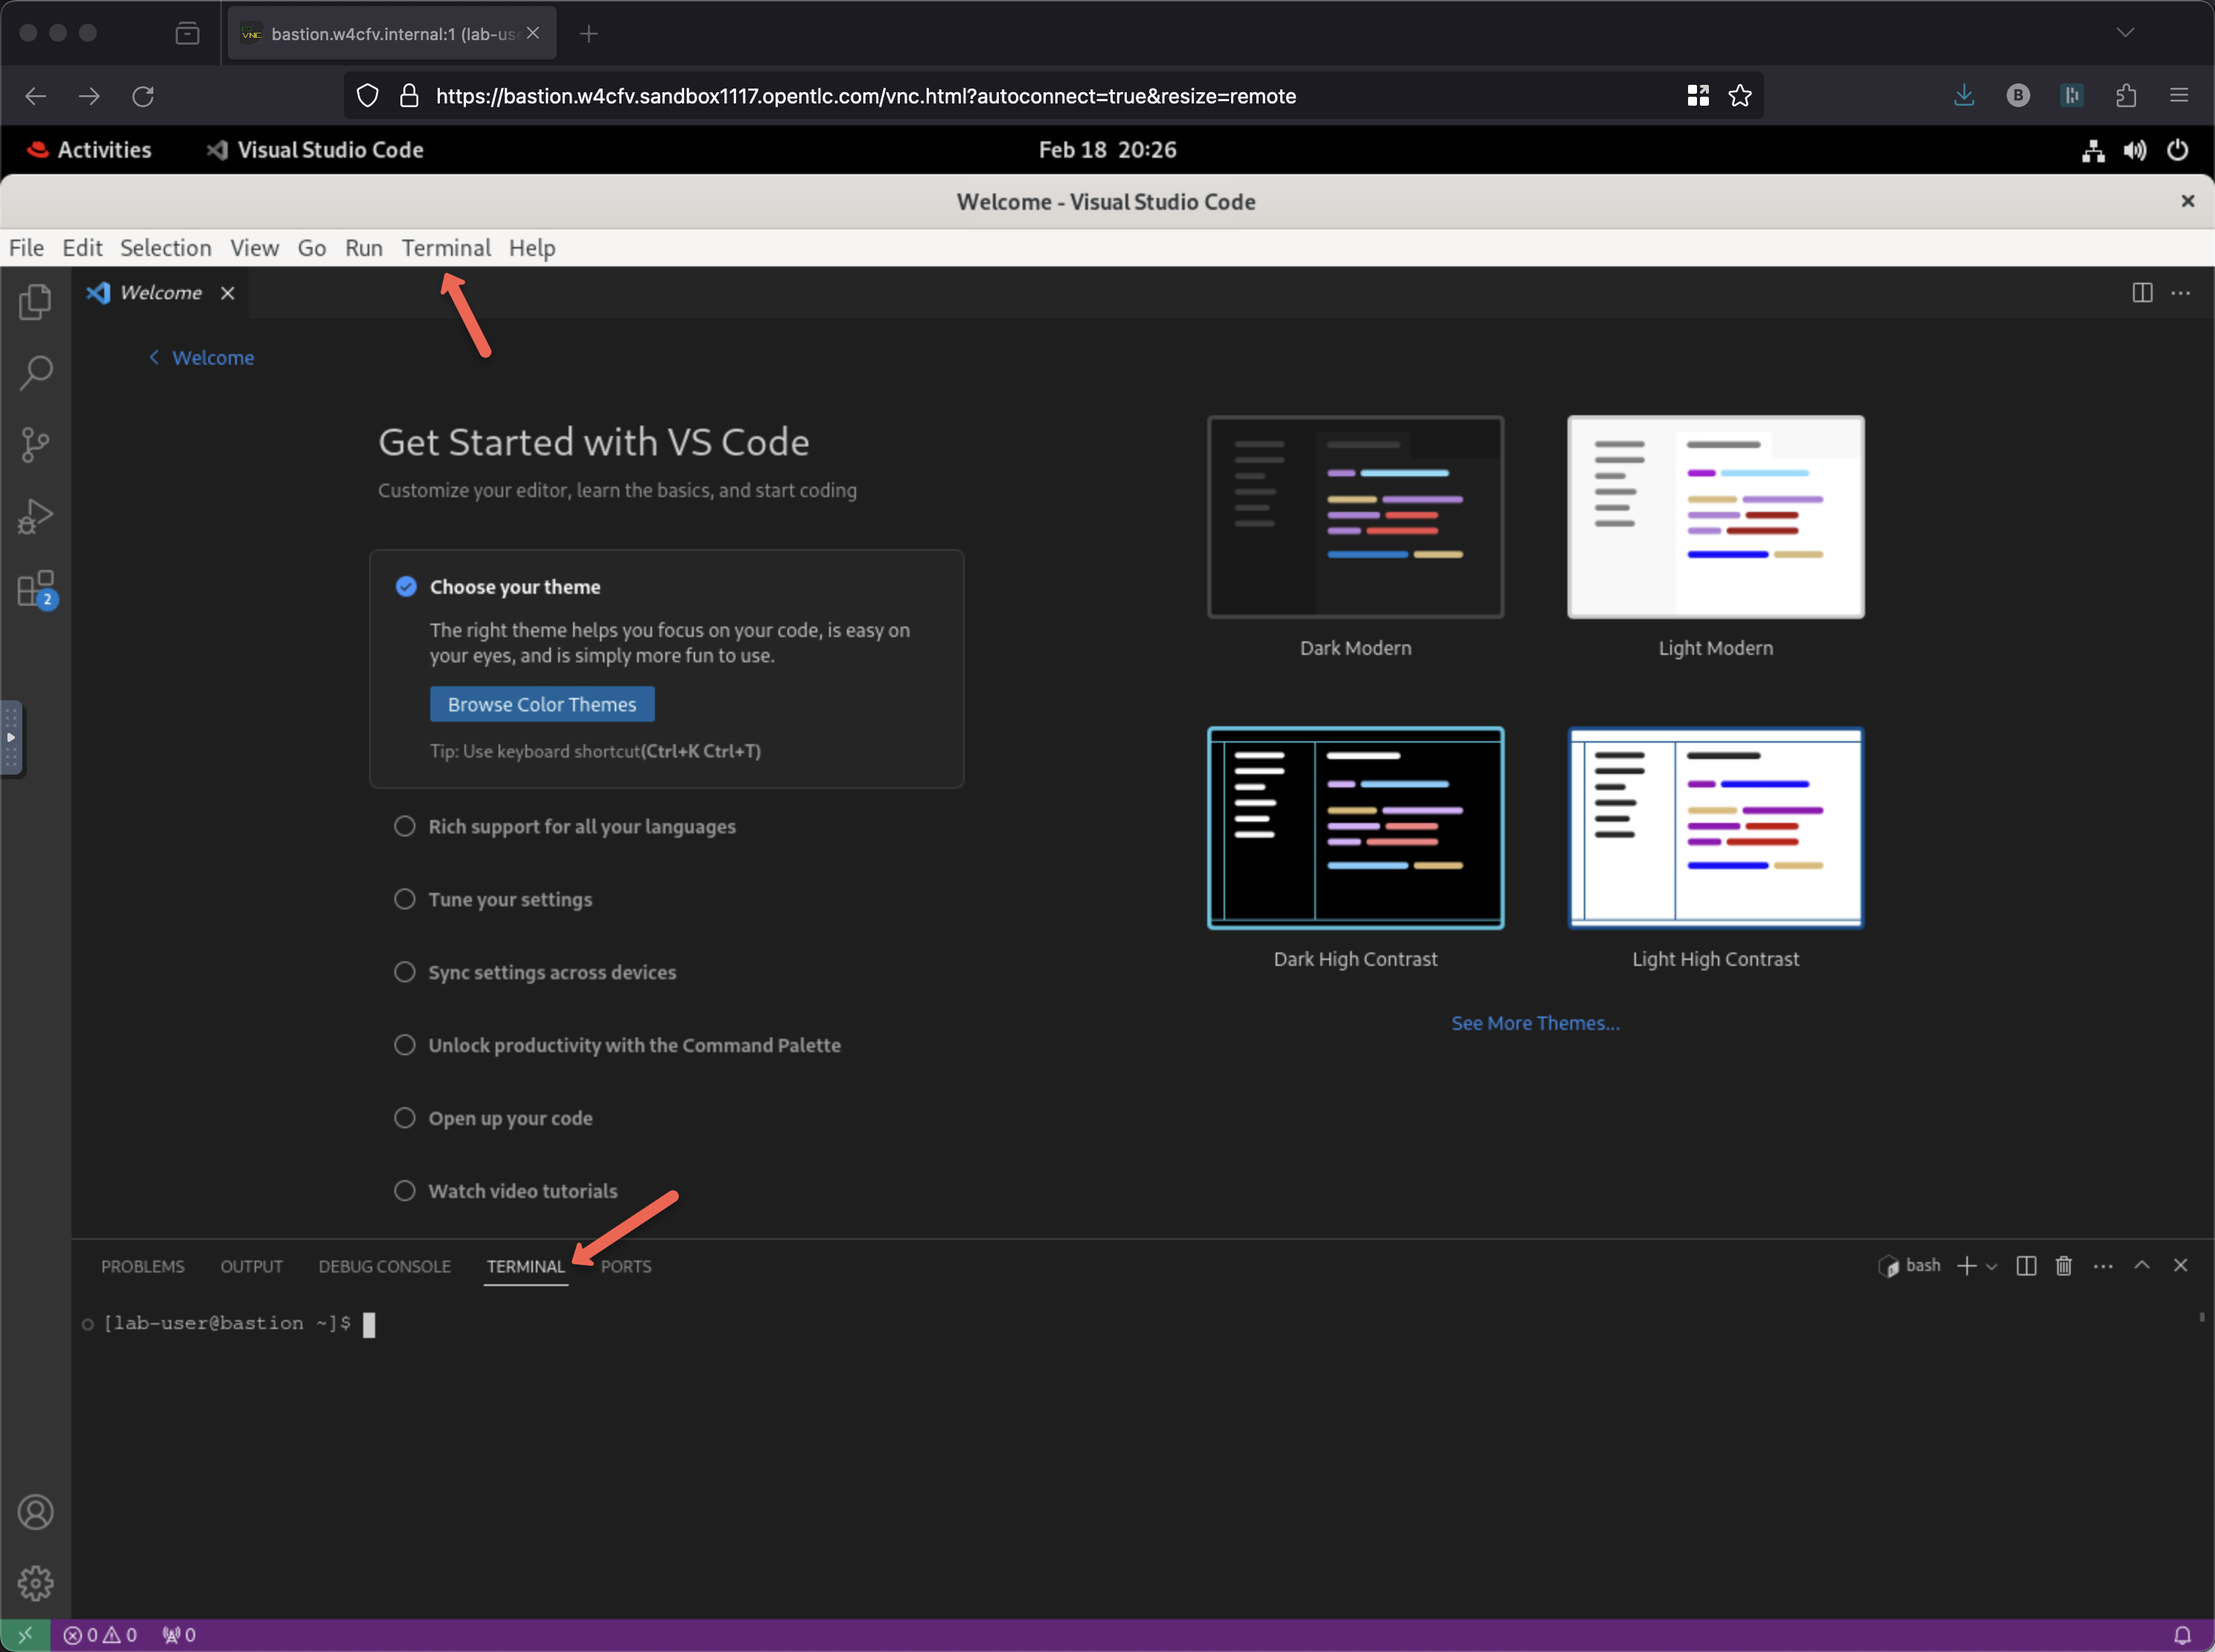 VNC bastion.w4cfv.internal:1 (lab-us
https://bastion.w4cfv.sandbox1117.opentlc.com/vnc.html?autoconnect=true&resize=remote
B
Activities Visual Studio Code Feb 18 20:26
Welcome - Visual Studio Code
File Edit Selection View Go Run Terminal Help
Welcome
Welcome
Get Started with VS Code
Customize your editor, learn the basics, and start coding
Choose your theme
The right theme helps you focus on your code, is easy on
your eyes, and is simply more fun to use.
Browse Color Themes
Tip: Use keyboard shortcut(Ctrl+K Ctrl+T)
Rich support for all your languages
Tune your settings
Sync settings across devices
Unlock productivity with the Command Palette
Open up your code
Watch video tutorials
Dark Modern
Light Modern
Dark High Contrast
Light High Contrast
See More Themes...
2
PROBLEMS OUTPUT DEBUG CONSOLE TERMINAL PORTS
bash
[lab-user@bastion ~]$
0 0 0